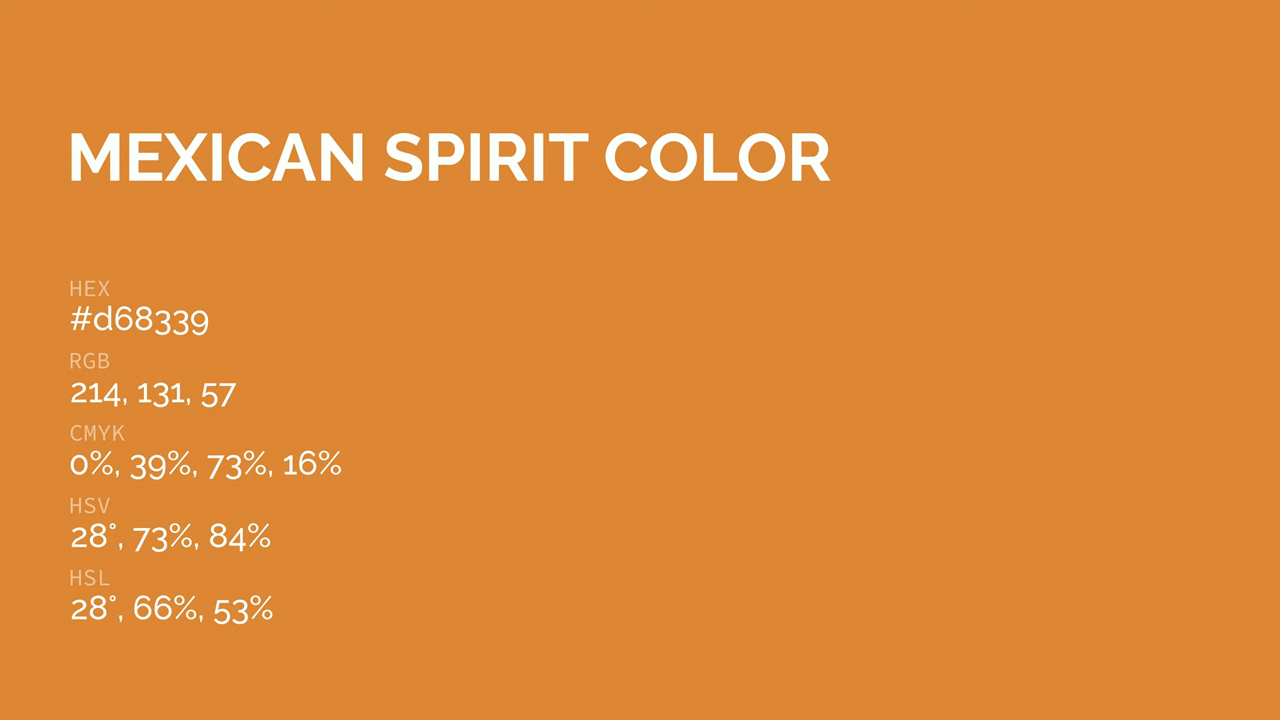 MEXICAN SPIRIT COLOR
HEX
#d68339
RGB
214, 131, 57
CMYK
0%, 39%, 73%, 16%
HSV
28°, 73%, 84%
HSL
28°, 66%, 53%